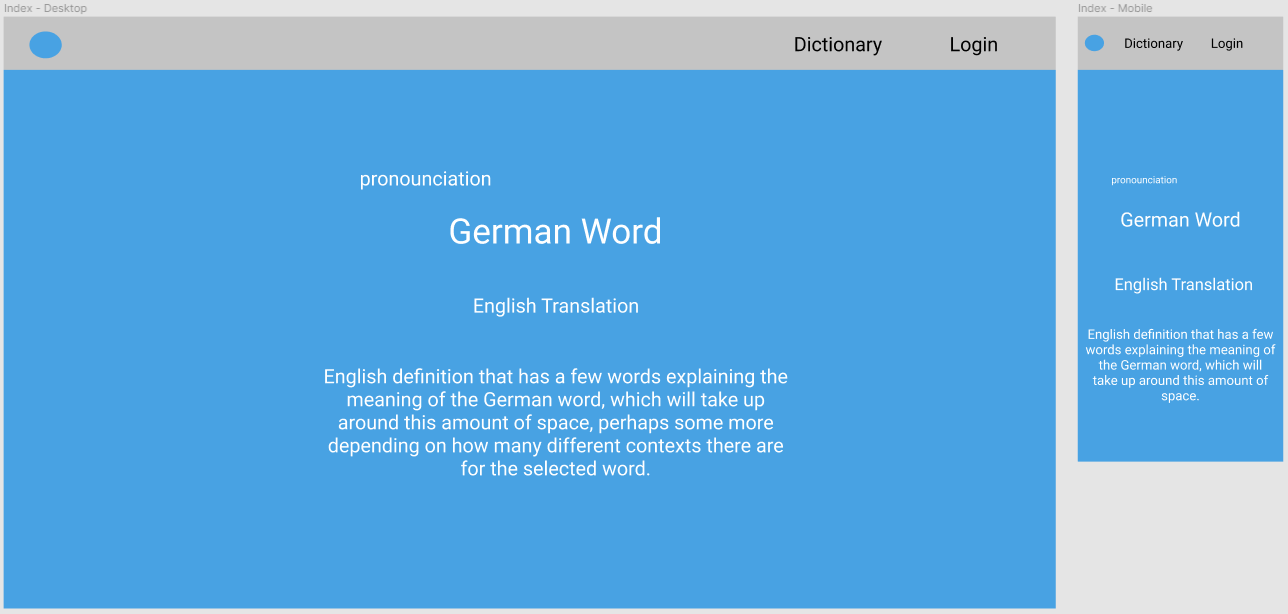 Index - Desktop
Dictionary Login
pronounciation
German Word
English Translation
English definition that has a few words explaining the
meaning of the German word, which will take up
around this amount of space, perhaps some more
depending on how many different contexts there are
for the selected word.
Index - Mobile
Dictionary Login
pronounciation
German Word
English Translation
English definition that has a few
words explaining the meaning of
the German word, which will
take up around this amount of
space.